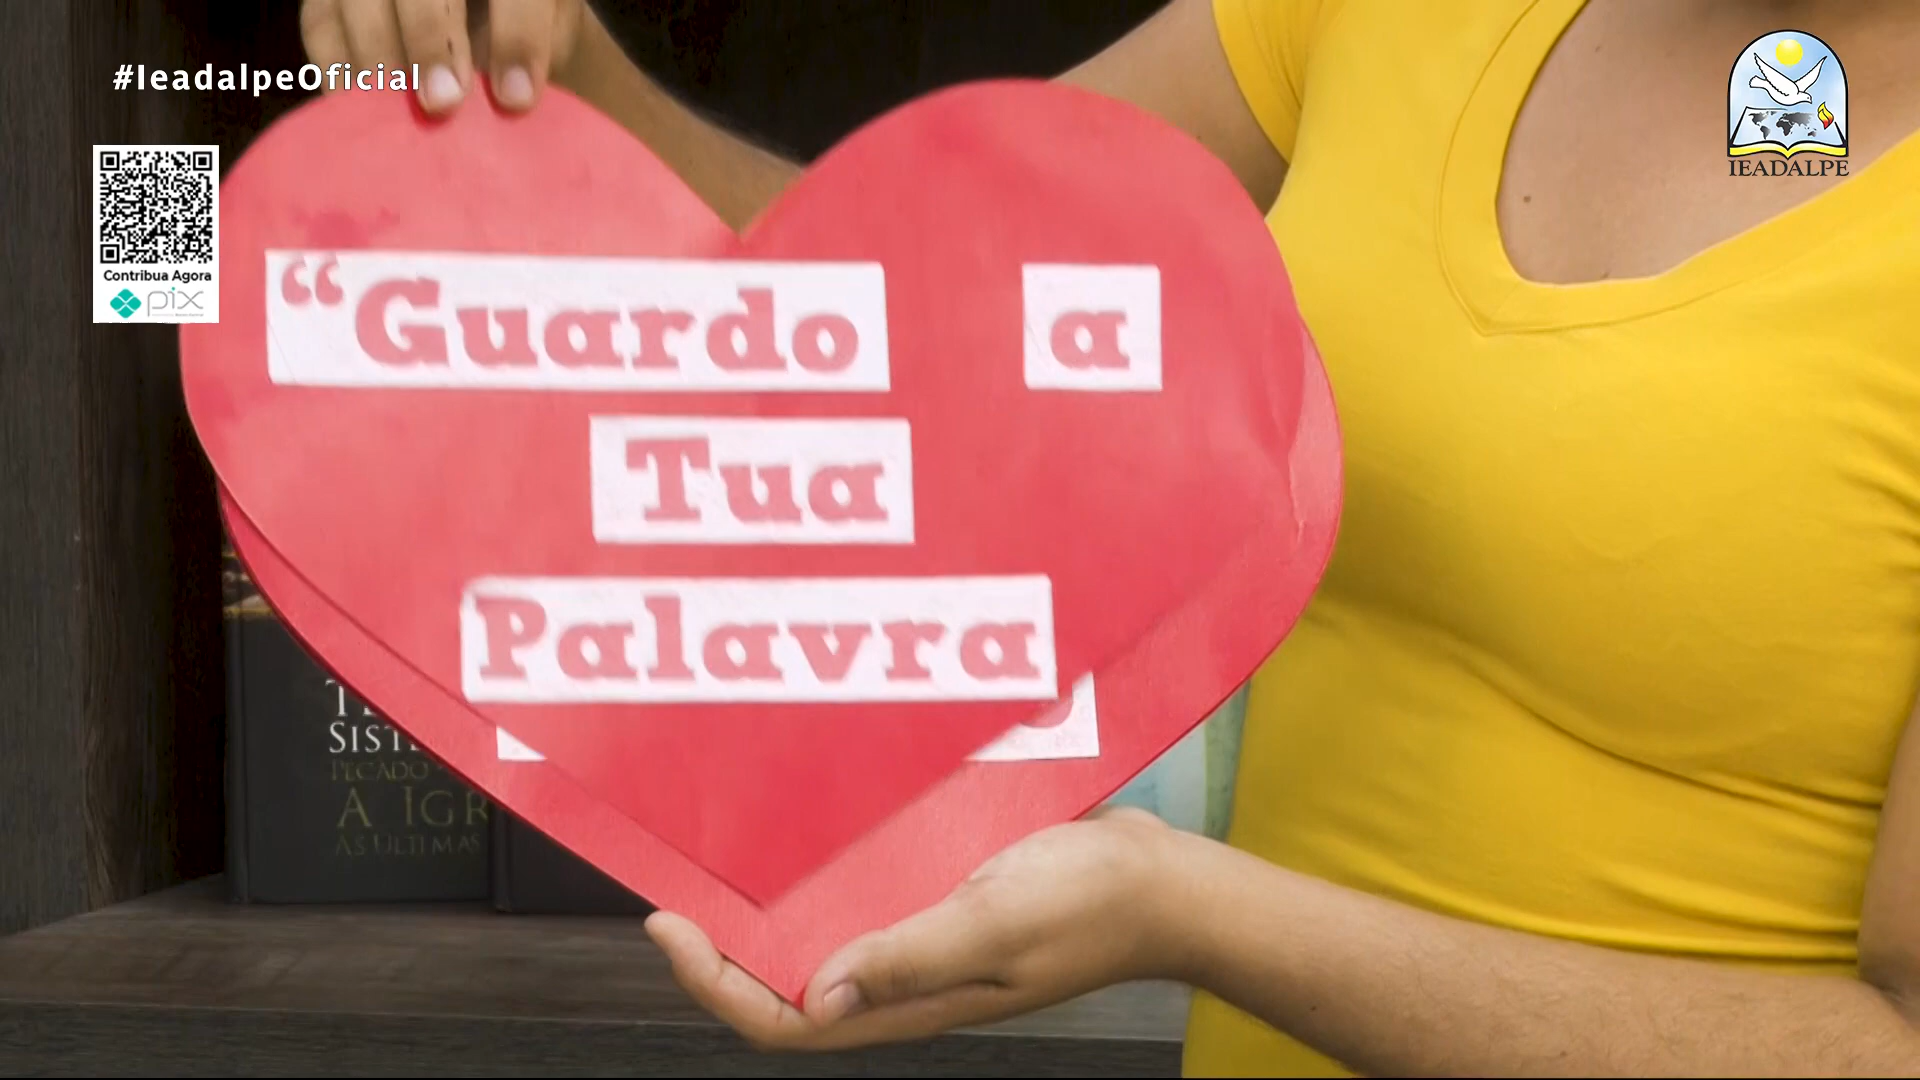 #IeadalpeOficial
IEADALPE
Contribua Agora
pix
“Guardo a
Tua
Palavra
SIST
PECADO
A IGR
AS ULTIMAS